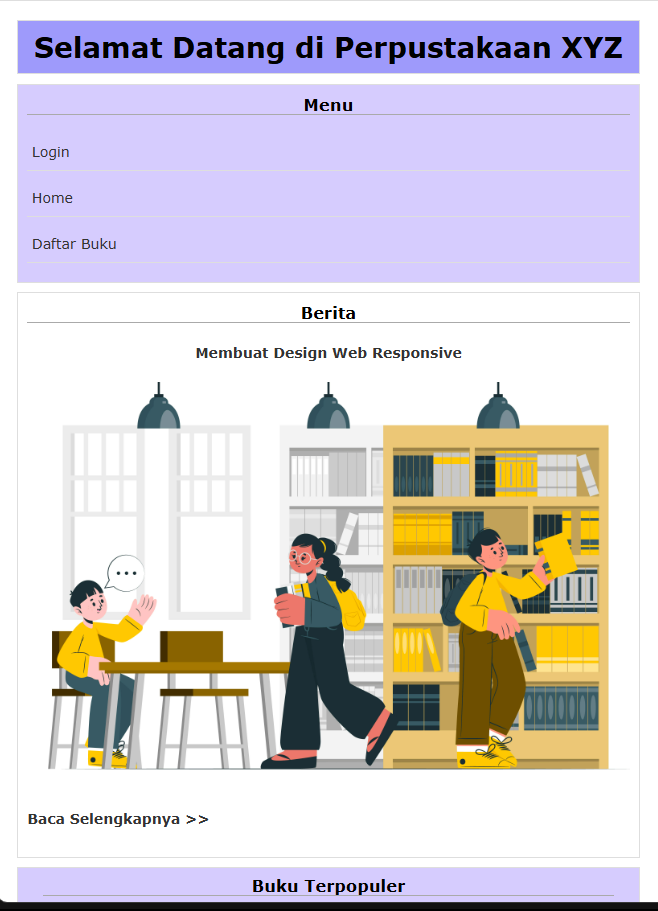 Selamat Datang di Perpustakaan XYZ
Menu
Login
Home
Daftar Buku
Berita
Membuat Design Web Responsive
Baca Selengkapnya >>
Buku Terpopuler